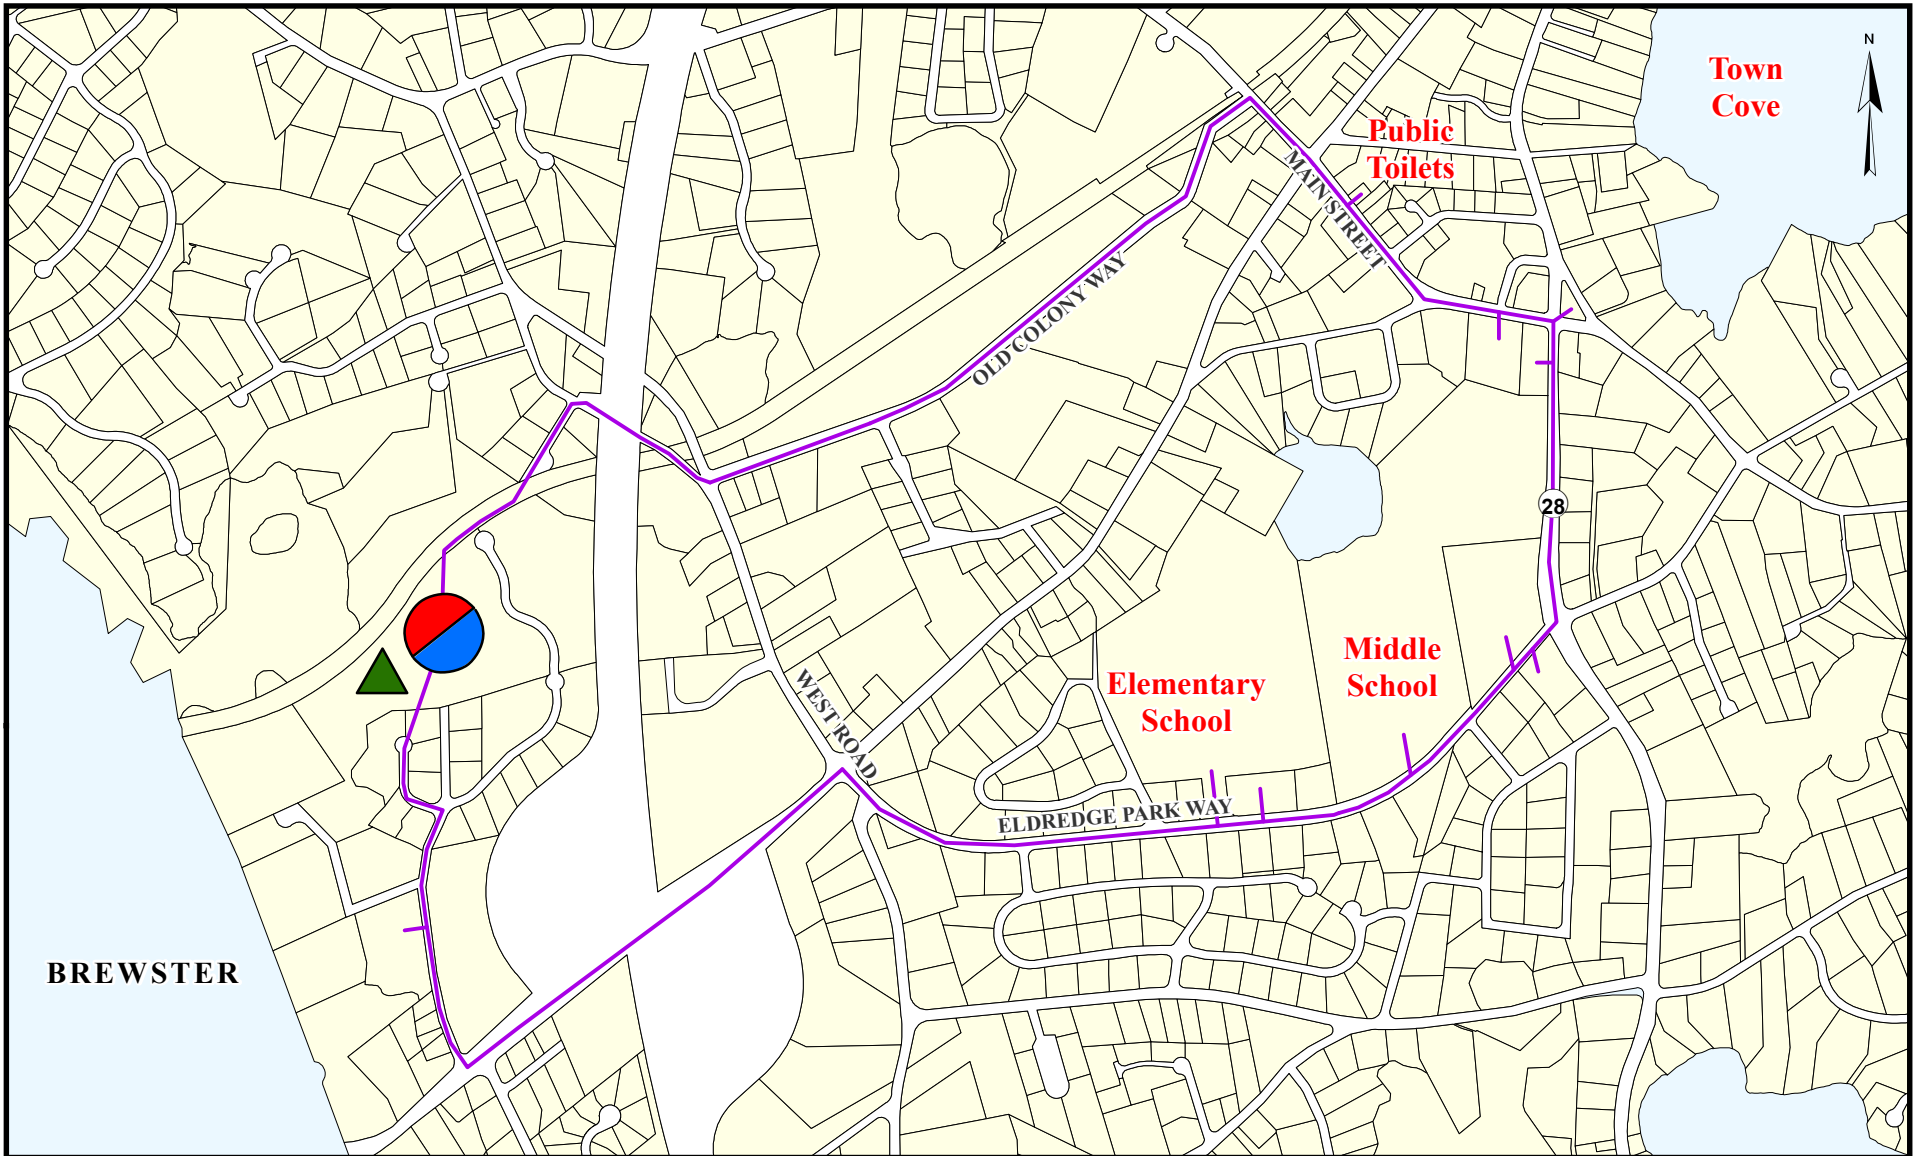 N
Town
Cove
Public
Toilets
MAIN STREET
OLD COLONY WAY
28
Middle
School
Elementary
School
WEST ROAD
ELDREDGE PARK WAY
BREWSTER